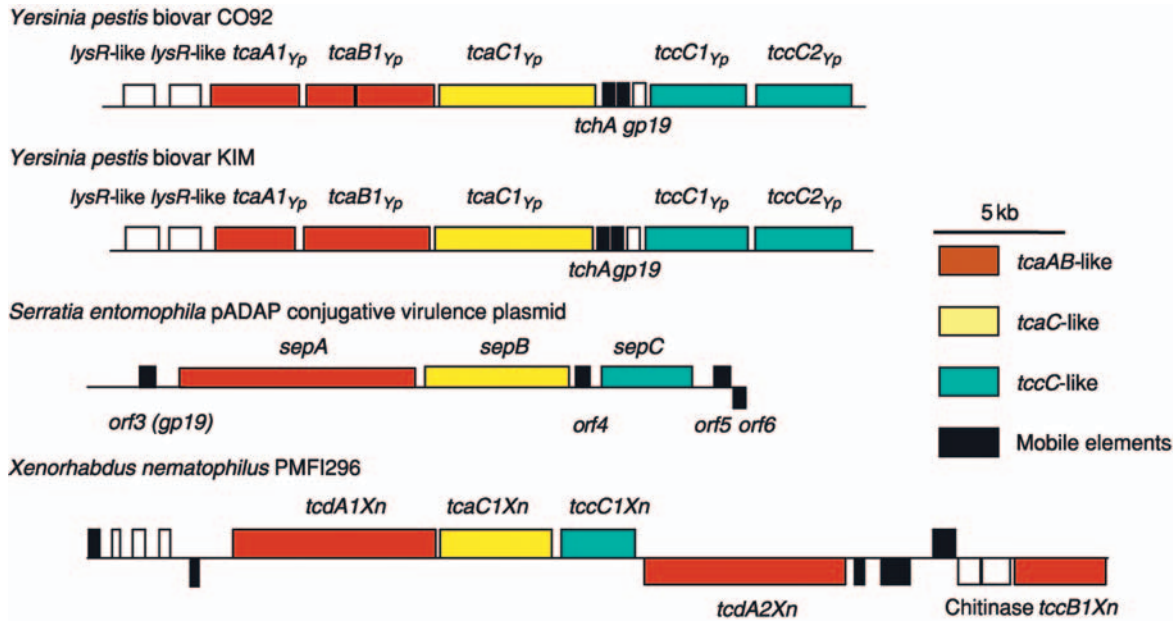 Yersinia pestis biovar CO92
lysR-like lysR-like tcaA1Yp tcaB1Yp tcaC1Yp tccC1Yp tccC2Yp
tchA gp19
Yersinia pestis biovar KIM
lysR-like lysR-like tcaA1Yp tcaB1Yp tcaC1Yp tccC1Yp tccC2Yp
tchAgp19
5 kb
tcaAB-like
tcaC-like
tccC-like
Mobile elements
Serratia entomophila pADAP conjugative virulence plasmid
sepA sepB sepC
orf3 (gp19) orf4 orf5 orf6
Xenorhabdus nematophilus PMFI296
tcdA1Xn tcaC1Xn tccC1Xn
tcdA2Xn Chitinase tccB1Xn